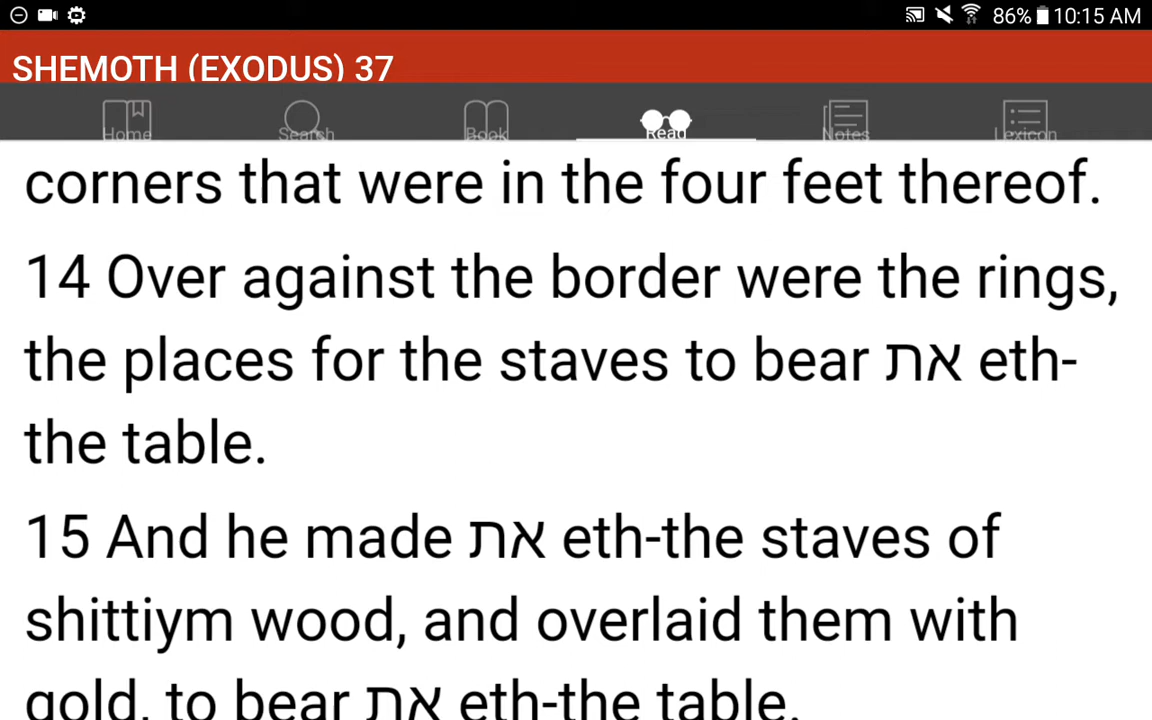 86% 10:15 AM
SHEMOTH (EXODUS) 37
Home Search Book Read Notes Lexicon
corners that were in the four feet thereof.
14 Over against the border were the rings,
the places for the staves to bear את eth-
the table.
15 And he made את eth-the staves of
shittiym wood, and overlaid them with
gold, to bear את eth-the table.